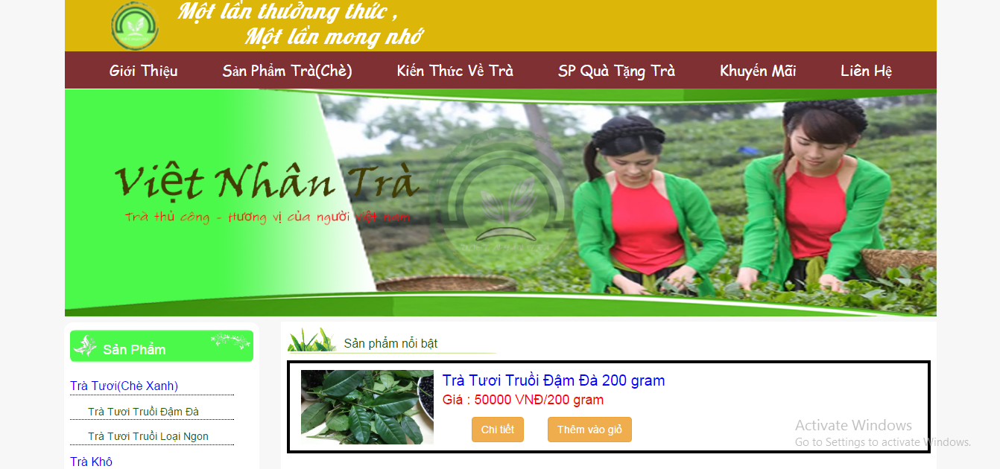 Một lần thưởnng thức ,
Một lần mong nhớ
Giới Thiệu
Sản Phẩm Trà(Chè)
Kiến Thức Về Trà
SP Quà Tặng Trà
Khuyến Mãi
Liên Hệ
Việt Nhân Trà
Trà thủ công - Hương vị của người việt nam
Sản Phẩm
Trà Tươi(Chè Xanh)
Trà Tươi Truồi Đậm Đà
Trà Tươi Truồi Loại Ngon
Trà Khô
Sản phẩm nổi bật
Trà Tươi Truồi Đậm Đà 200 gram
Giá : 50000 VNĐ/200 gram
Chi tiết
Thêm vào giỏ
Activate Windows
Go to Settings to activate Windows.